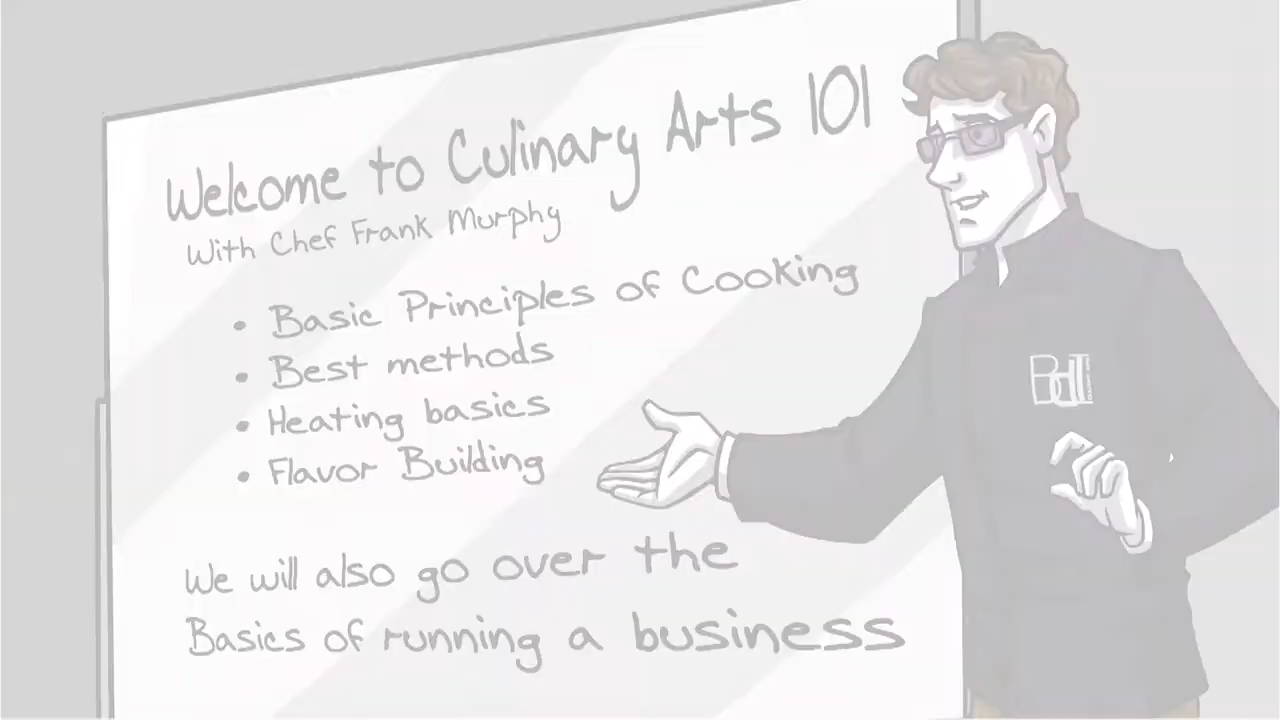 Welcome to Culinary Arts 101
With Chef Frank Murphy
• Basic Principles of Cooking
• Best methods
• Heating basics
• Flavor Building
We will also go over the
Basics of running a business